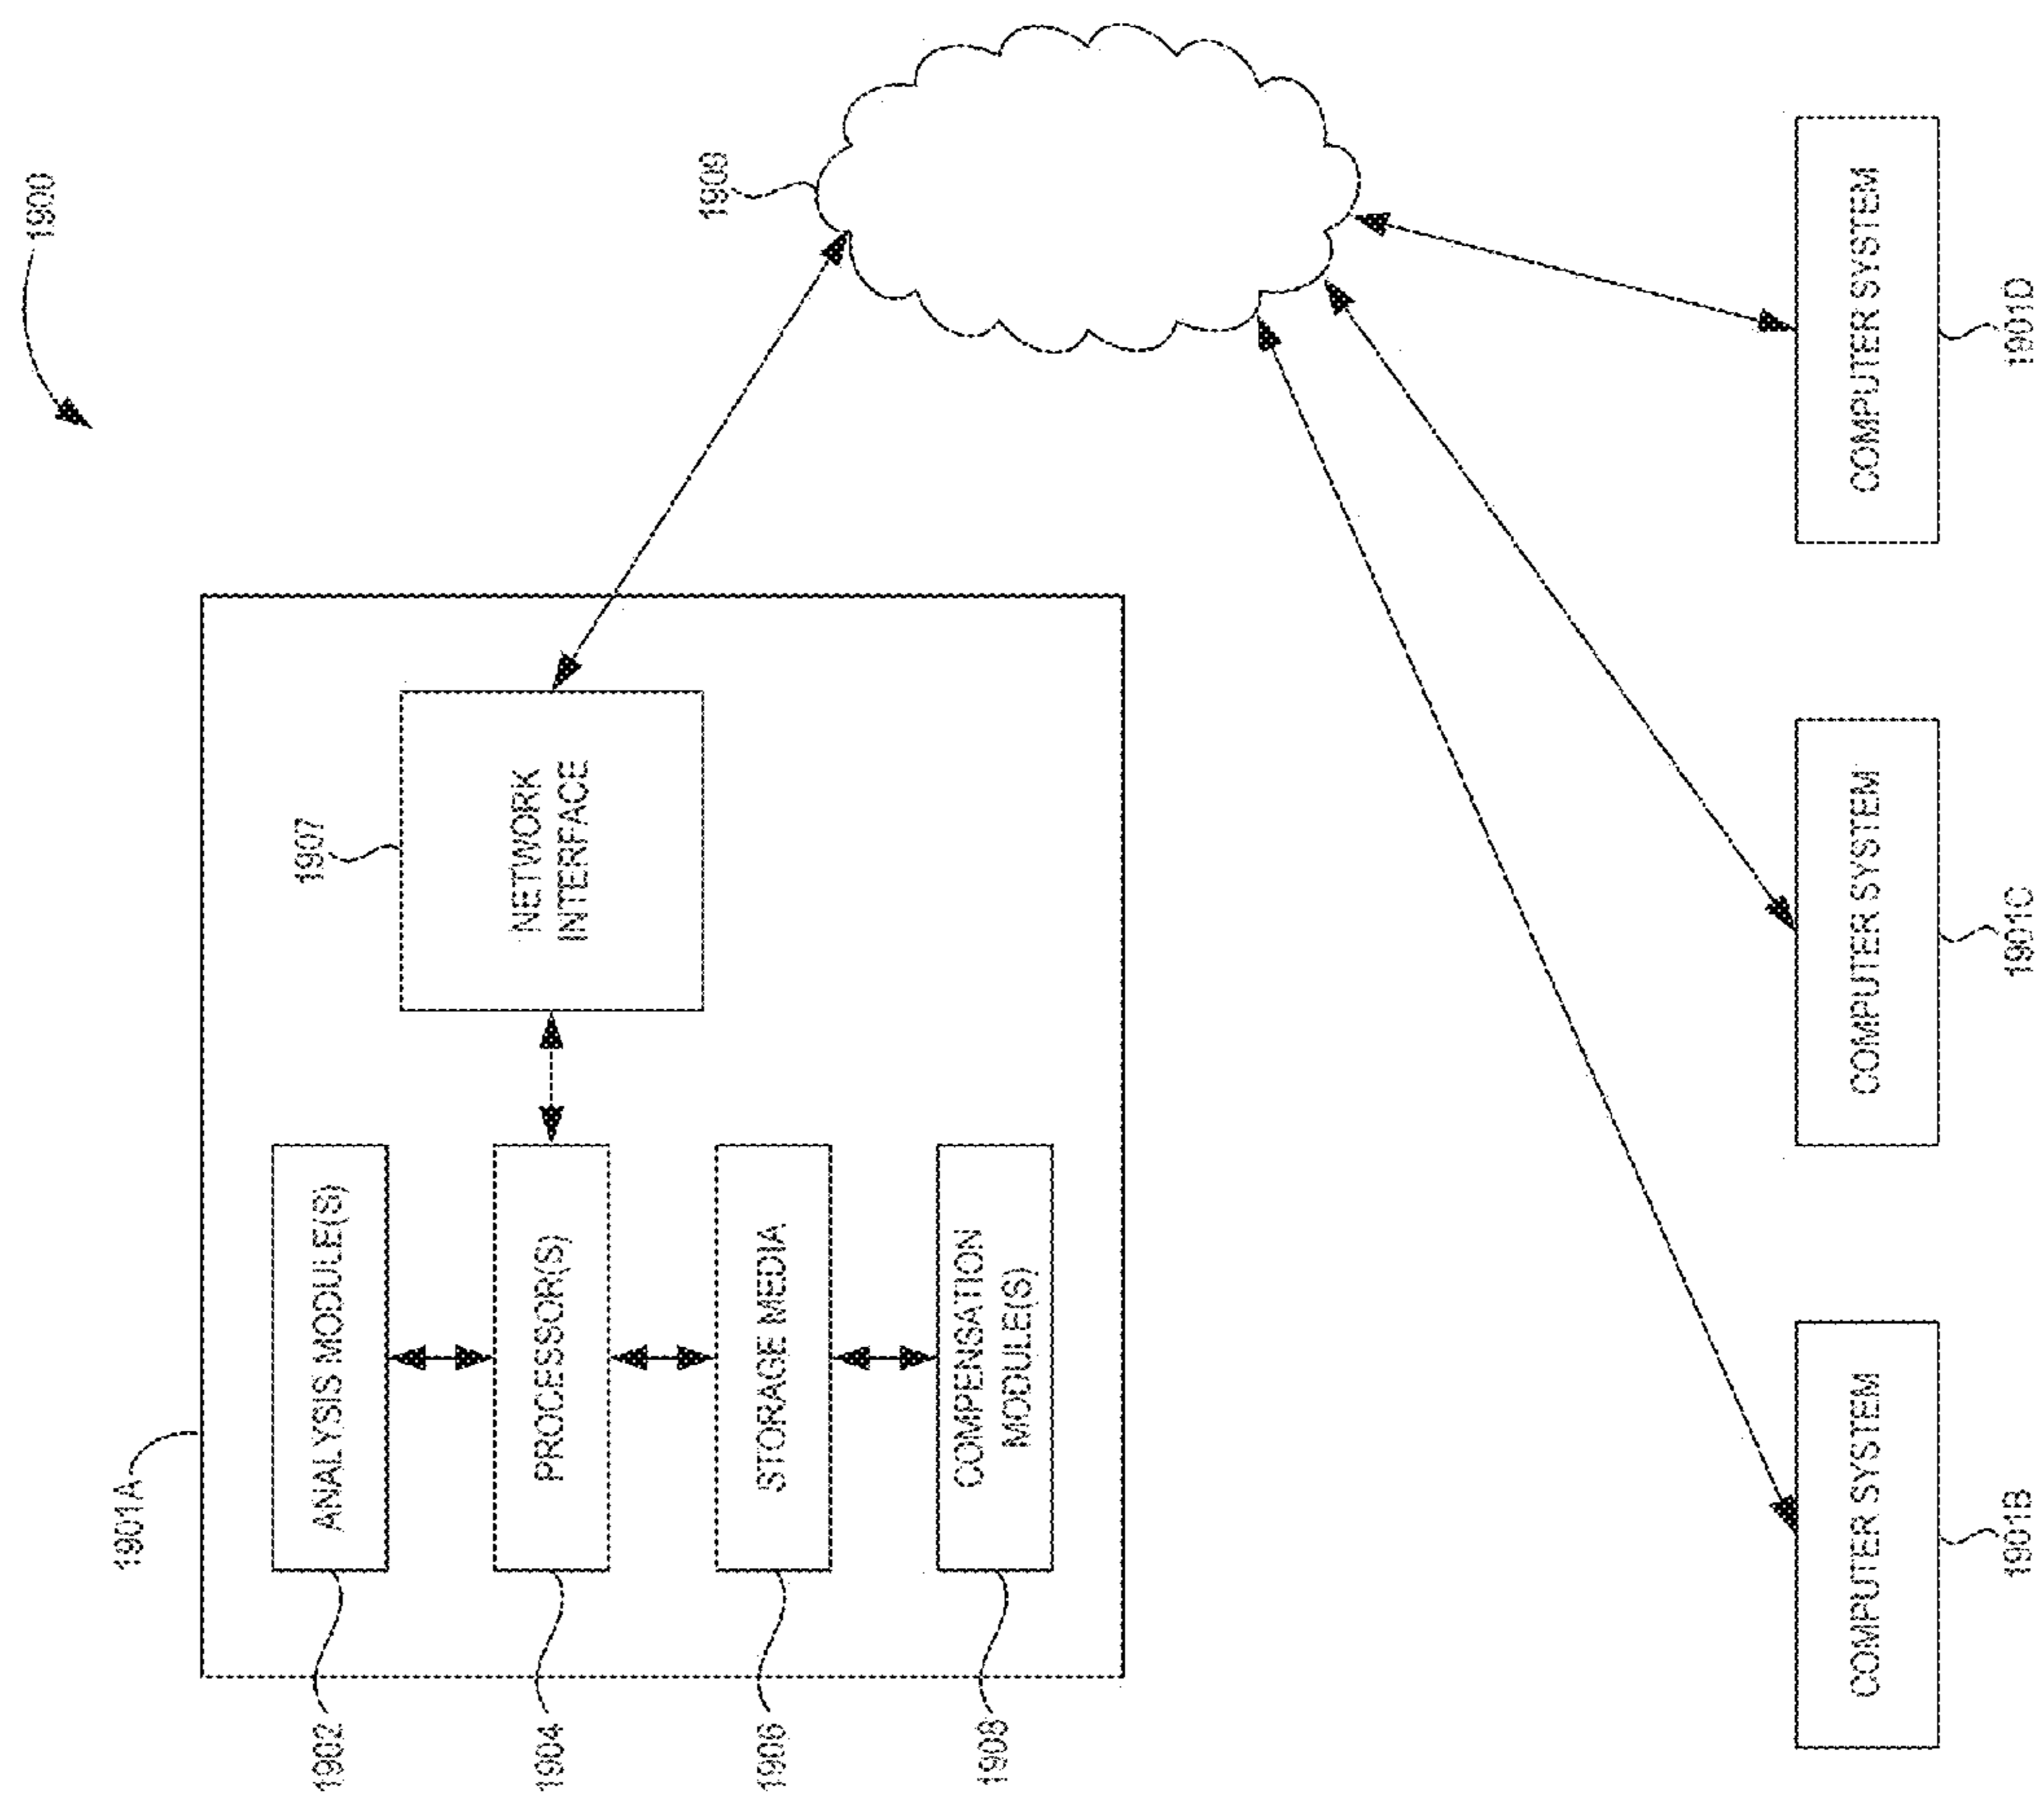 1900
1901A
1907
1902
ANALYSIS MODULE(S)
NETWORK
INTERFACE
1904
PROCESSOR(S)
1909
1906
STORAGE MEDIA
1908
COMPENSATION
MODULE(S)
COMPUTER SYSTEM
COMPUTER SYSTEM
COMPUTER SYSTEM
1901B
1901C
1901D